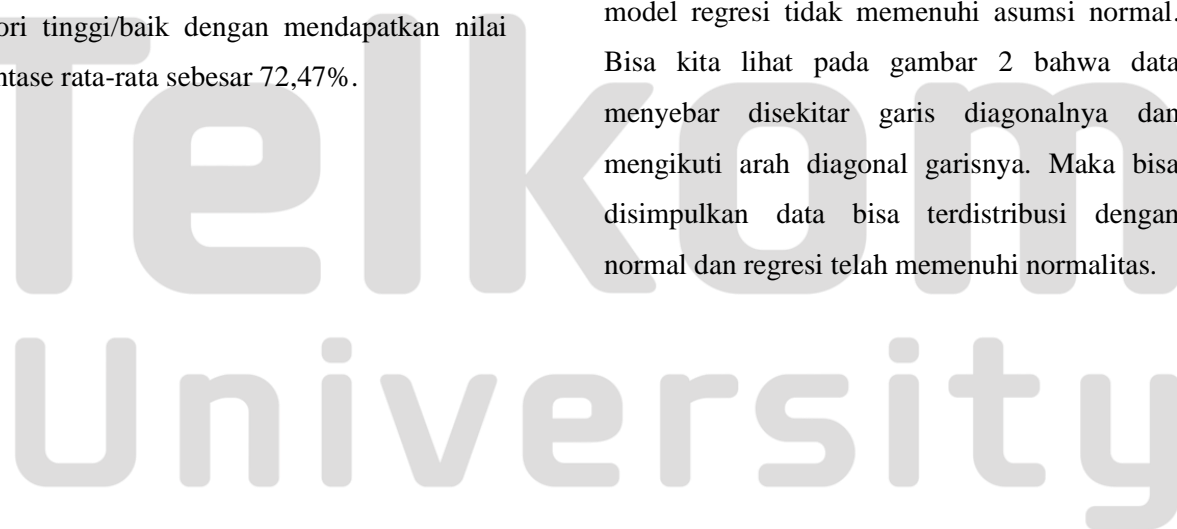 tinggi/baik dengan mendapatkan nilai
rata-rata sebesar 72,47%.
model regresi tidak memenuhi asumsi normal.
Bisa kita lihat pada gambar 2 bahwa data
menyebar disekitar garis diagonalnya dan
mengikuti arah diagonal garisnya. Maka bisa
disimpulkan data bisa terdistribusi dengan
normal dan regresi telah memenuhi normalitas.
Telkom
University